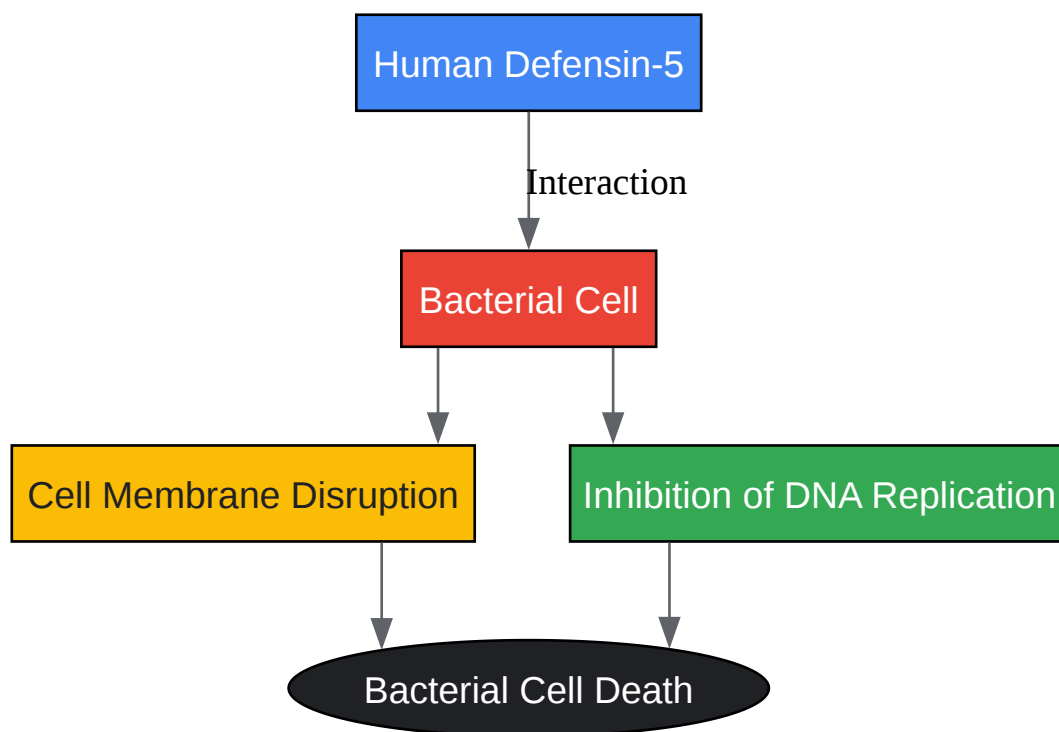 Human Defensin-5
Interaction
Bacterial Cell
Cell Membrane Disruption
Inhibition of DNA Replication
Bacterial Cell Death